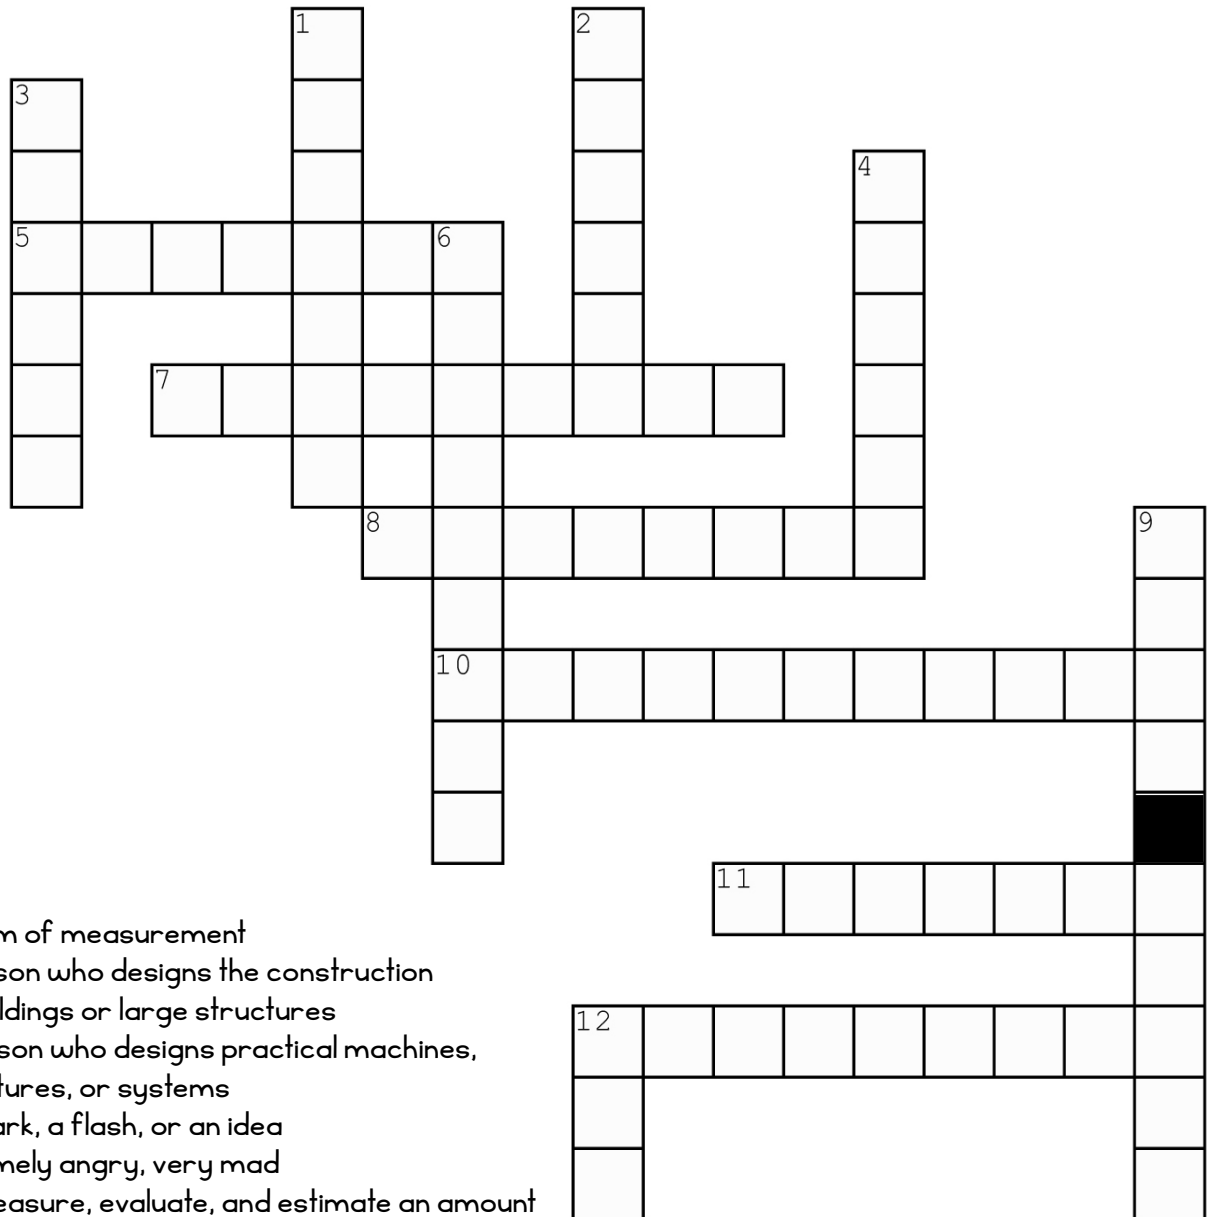 1 2
3
4
5 6
7
8 9
10
11
12
m of measurement
son who designs the construction
ldings or large structures
son who designs practical machines,
tures, or systems
ark, a flash, or an idea
mely angry, very mad
easure, evaluate, and estimate an amount